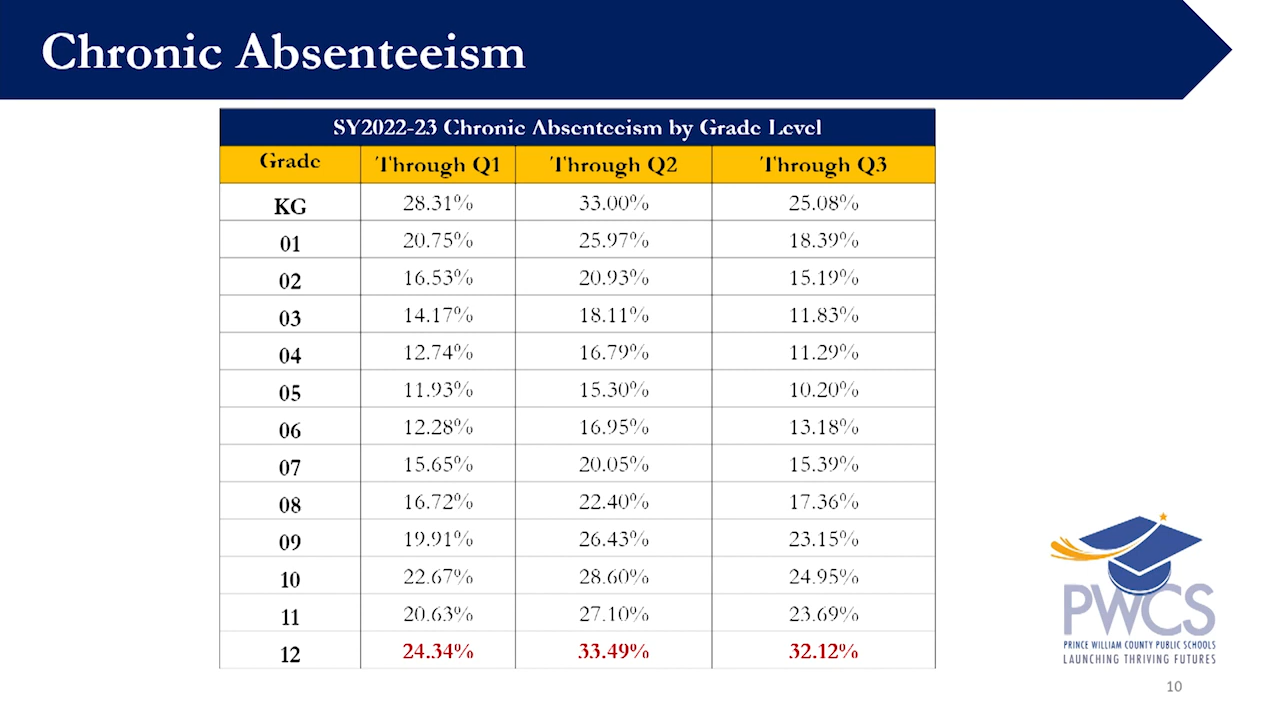 Chronic Absenteeism
SY2022-23 Chronic Absenteeism by Grade Level
Grade Through Q1 Through Q2 Through Q3
KG 28.31% 33.00% 25.08%
01 20.75% 25.97% 18.39%
02 16.53% 20.93% 15.19%
03 14.17% 18.11% 11.83%
04 12.74% 16.79% 11.29%
05 11.93% 15.30% 10.20%
06 12.28% 16.95% 13.18%
07 15.65% 20.05% 15.39%
08 16.72% 22.40% 17.36%
09 19.91% 26.43% 23.15%
10 22.67% 28.60% 24.95%
11 20.63% 27.10% 23.69%
12 24.34% 33.49% 32.12%
PWCS
PRINCE WILLIAM COUNTY PUBLIC SCHOOLS
LAUNCHING THRIVING FUTURES
10